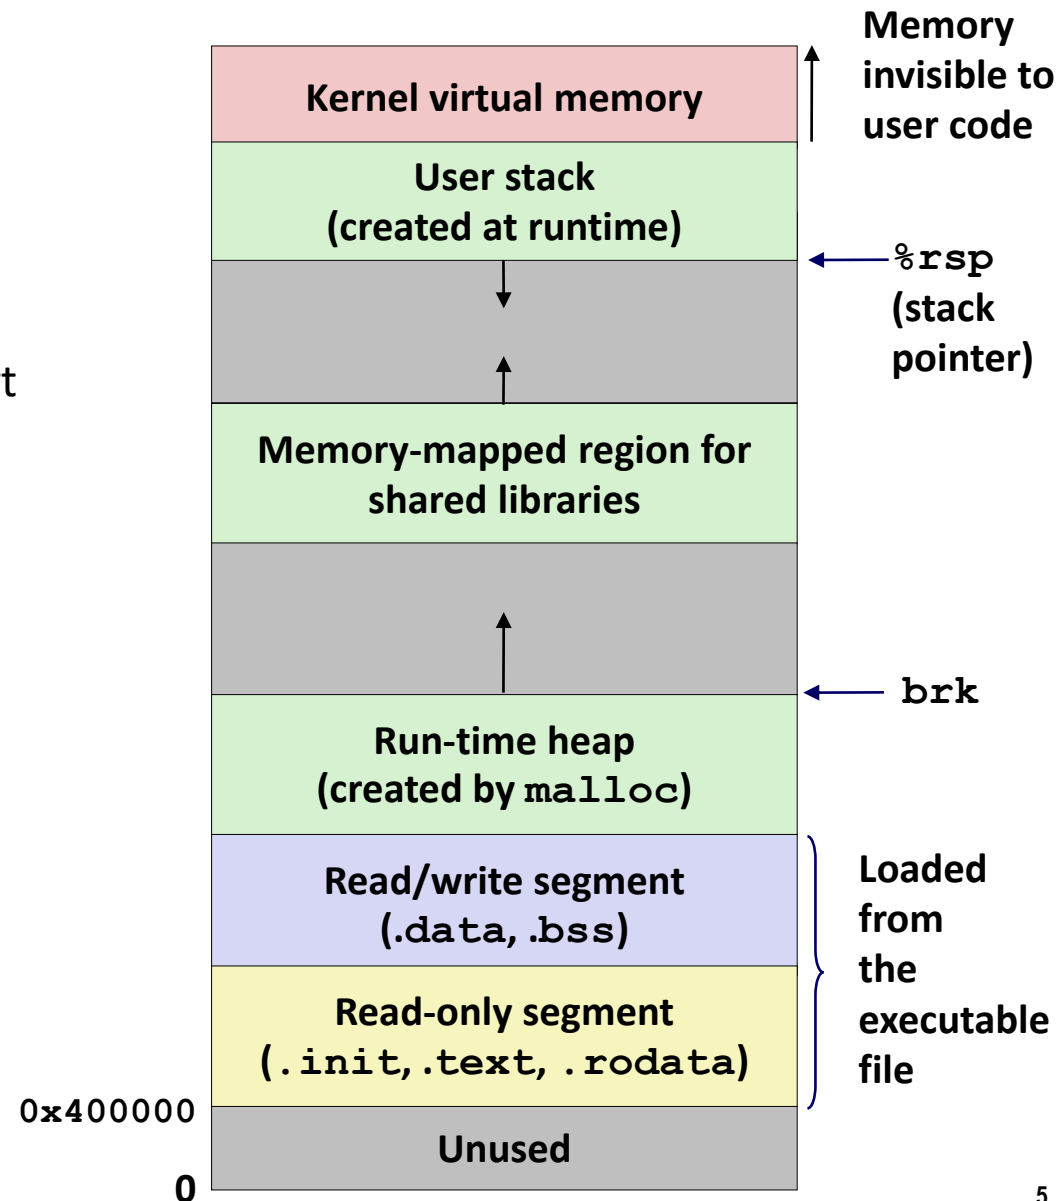 Memory
invisible to
user code
Kernel virtual memory
User stack
(created at runtime)
%rsp
(stack
pointer)
t
Memory-mapped region for
shared libraries
brk
Run-time heap
(created by malloc)
Read/write segment
(.data, .bss)
Loaded
from
the
executable
file
Read-only segment
(.init, .text, .rodata)
0x400000
Unused
0
5